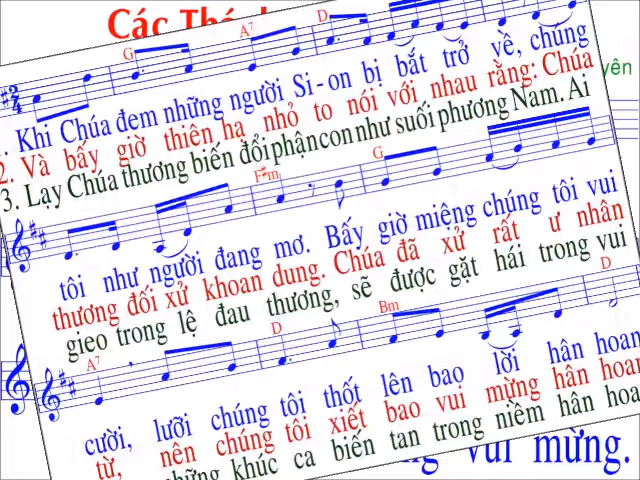 Các
yên
G A7 D
. Khi Chúa đem những người Si-on bị bắt trở về, chúng
2. Và bấy giờ thiên hạ nhỏ to nói với nhau rằng: Chúa
3. Lạy Chúa thương biến đổi phận con như suối phương Nam. Ai
F#m G
tôi như người đang mơ. Bấy giờ miệng chúng tôi vui
thương đối xử khoan dung. Chúa đã xử rất ư nhân
gieo trong lệ đau thương, sẽ được gặt hái trong vui
A7 D Bm D
cười, lưỡi chúng tôi thốt lên bao lời hân hoan
từ, nên chúng tôi xiết bao vui mừng hân hoan
những khúc ca biến tan trong niềm hân hoa
vui mừng.